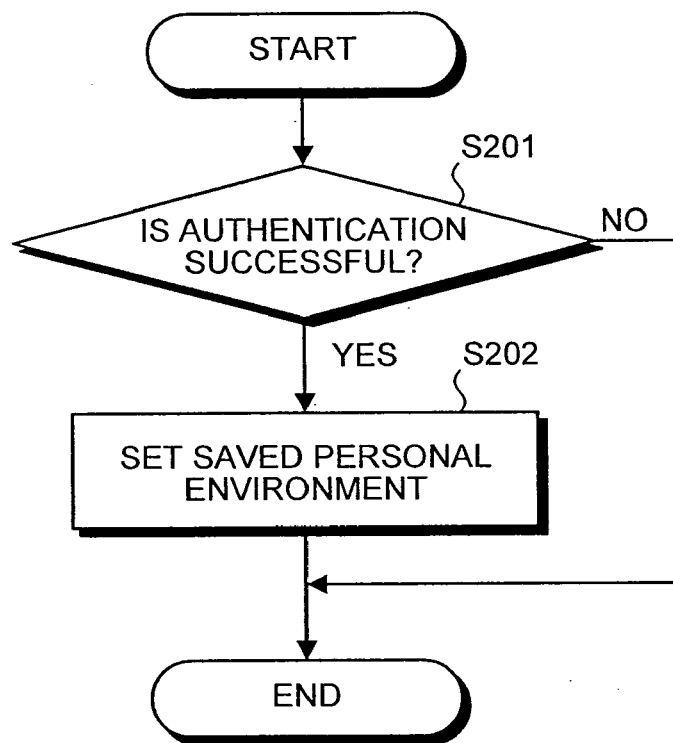 START
S201
IS AUTHENTICATION
SUCCESSFUL?
NO
YES
S202
SET SAVED PERSONAL
ENVIRONMENT
END